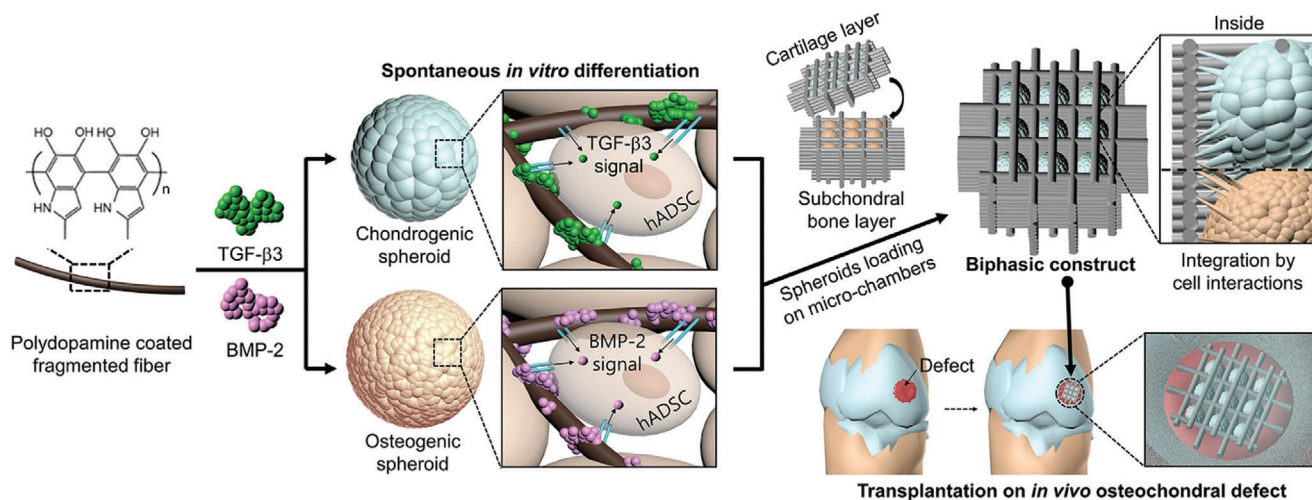 HO OH HO OH
n
HN HN
Polydopamine coated
fragmented fiber
TGF-β3
BMP-2
Spontaneous in vitro differentiation
Chondrogenic
spheroid
TGF-β3
signal
hADSC
Osteogenic
spheroid
BMP-2
signal
hADSC
Cartilage layer
Subchondral
bone layer
Spheroids loading
on micro-chambers
Biphasic construct
Inside
Integration by
cell interactions
Defect
Transplantation on in vivo osteochondral defect